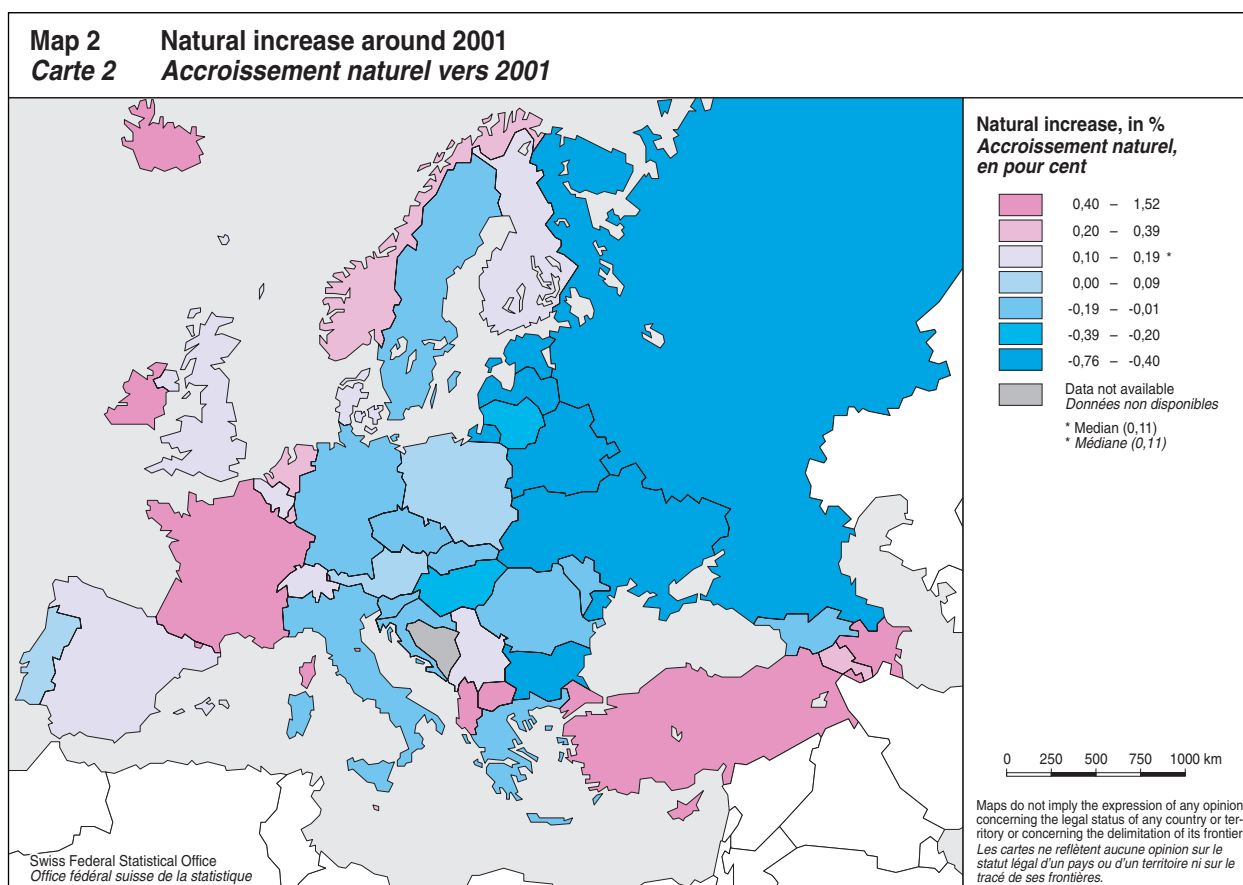 Map 2 Natural increase around 2001
Carte 2 Accroissement naturel vers 2001
Natural increase, in %
Accroissement naturel,
en pour cent
0,40 – 1,52
0,20 – 0,39
0,10 – 0,19 *
0,00 – 0,09
-0,19 – -0,01
-0,39 – -0,20
-0,76 – -0,40
Data not available
Données non disponibles
* Median (0,11)
* Médiane (0,11)
0 250 500 750 1000 km
Maps do not imply the expression of any opinion
concerning the legal status of any country or ter-
ritory or concerning the delimitation of its frontier
Les cartes ne reflètent aucune opinion sur le
statut légal d'un pays ou d'un territoire ni sur le
tracé de ses frontières.
Swiss Federal Statistical Office
Office fédéral suisse de la statistique